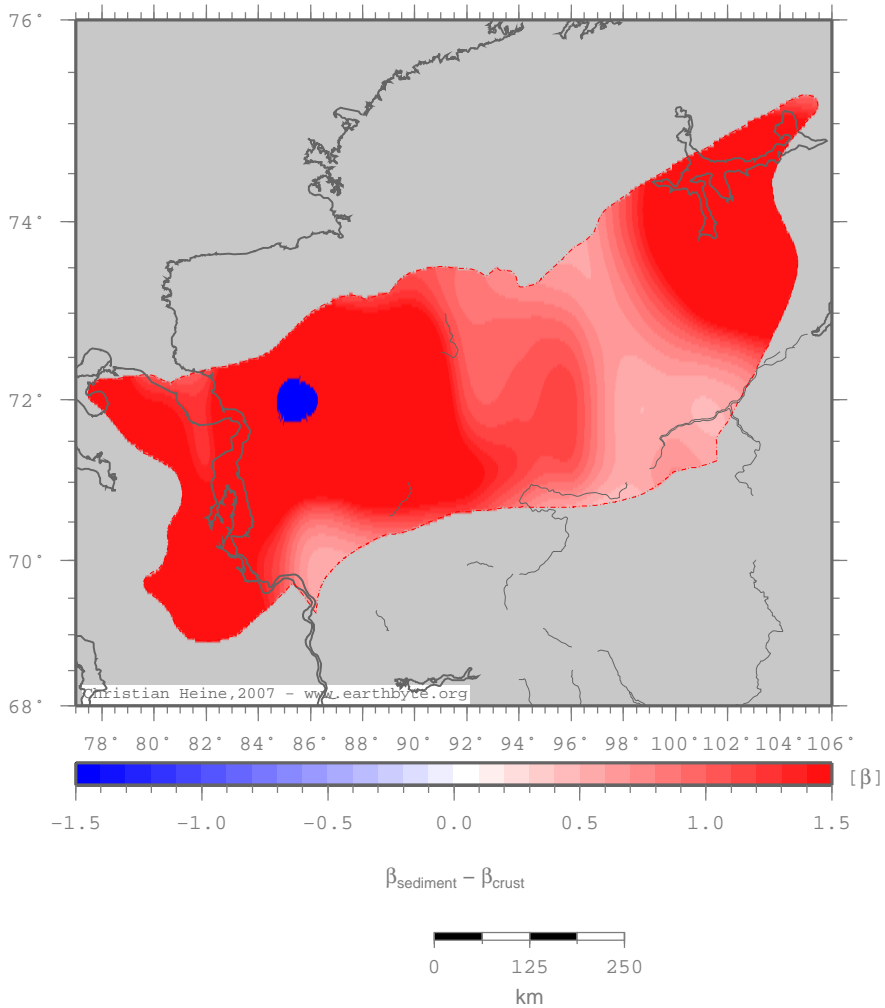 76°
74°
72°
70°
68°
Christian Heine,2007 - www.earthbyte.org
78° 80° 82° 84° 86° 88° 90° 92° 94° 96° 98° 100° 102° 104° 106°
[β]
-1.5 -1.0 -0.5 0.0 0.5 1.0 1.5
βsediment − βcrust
0 125 250
km